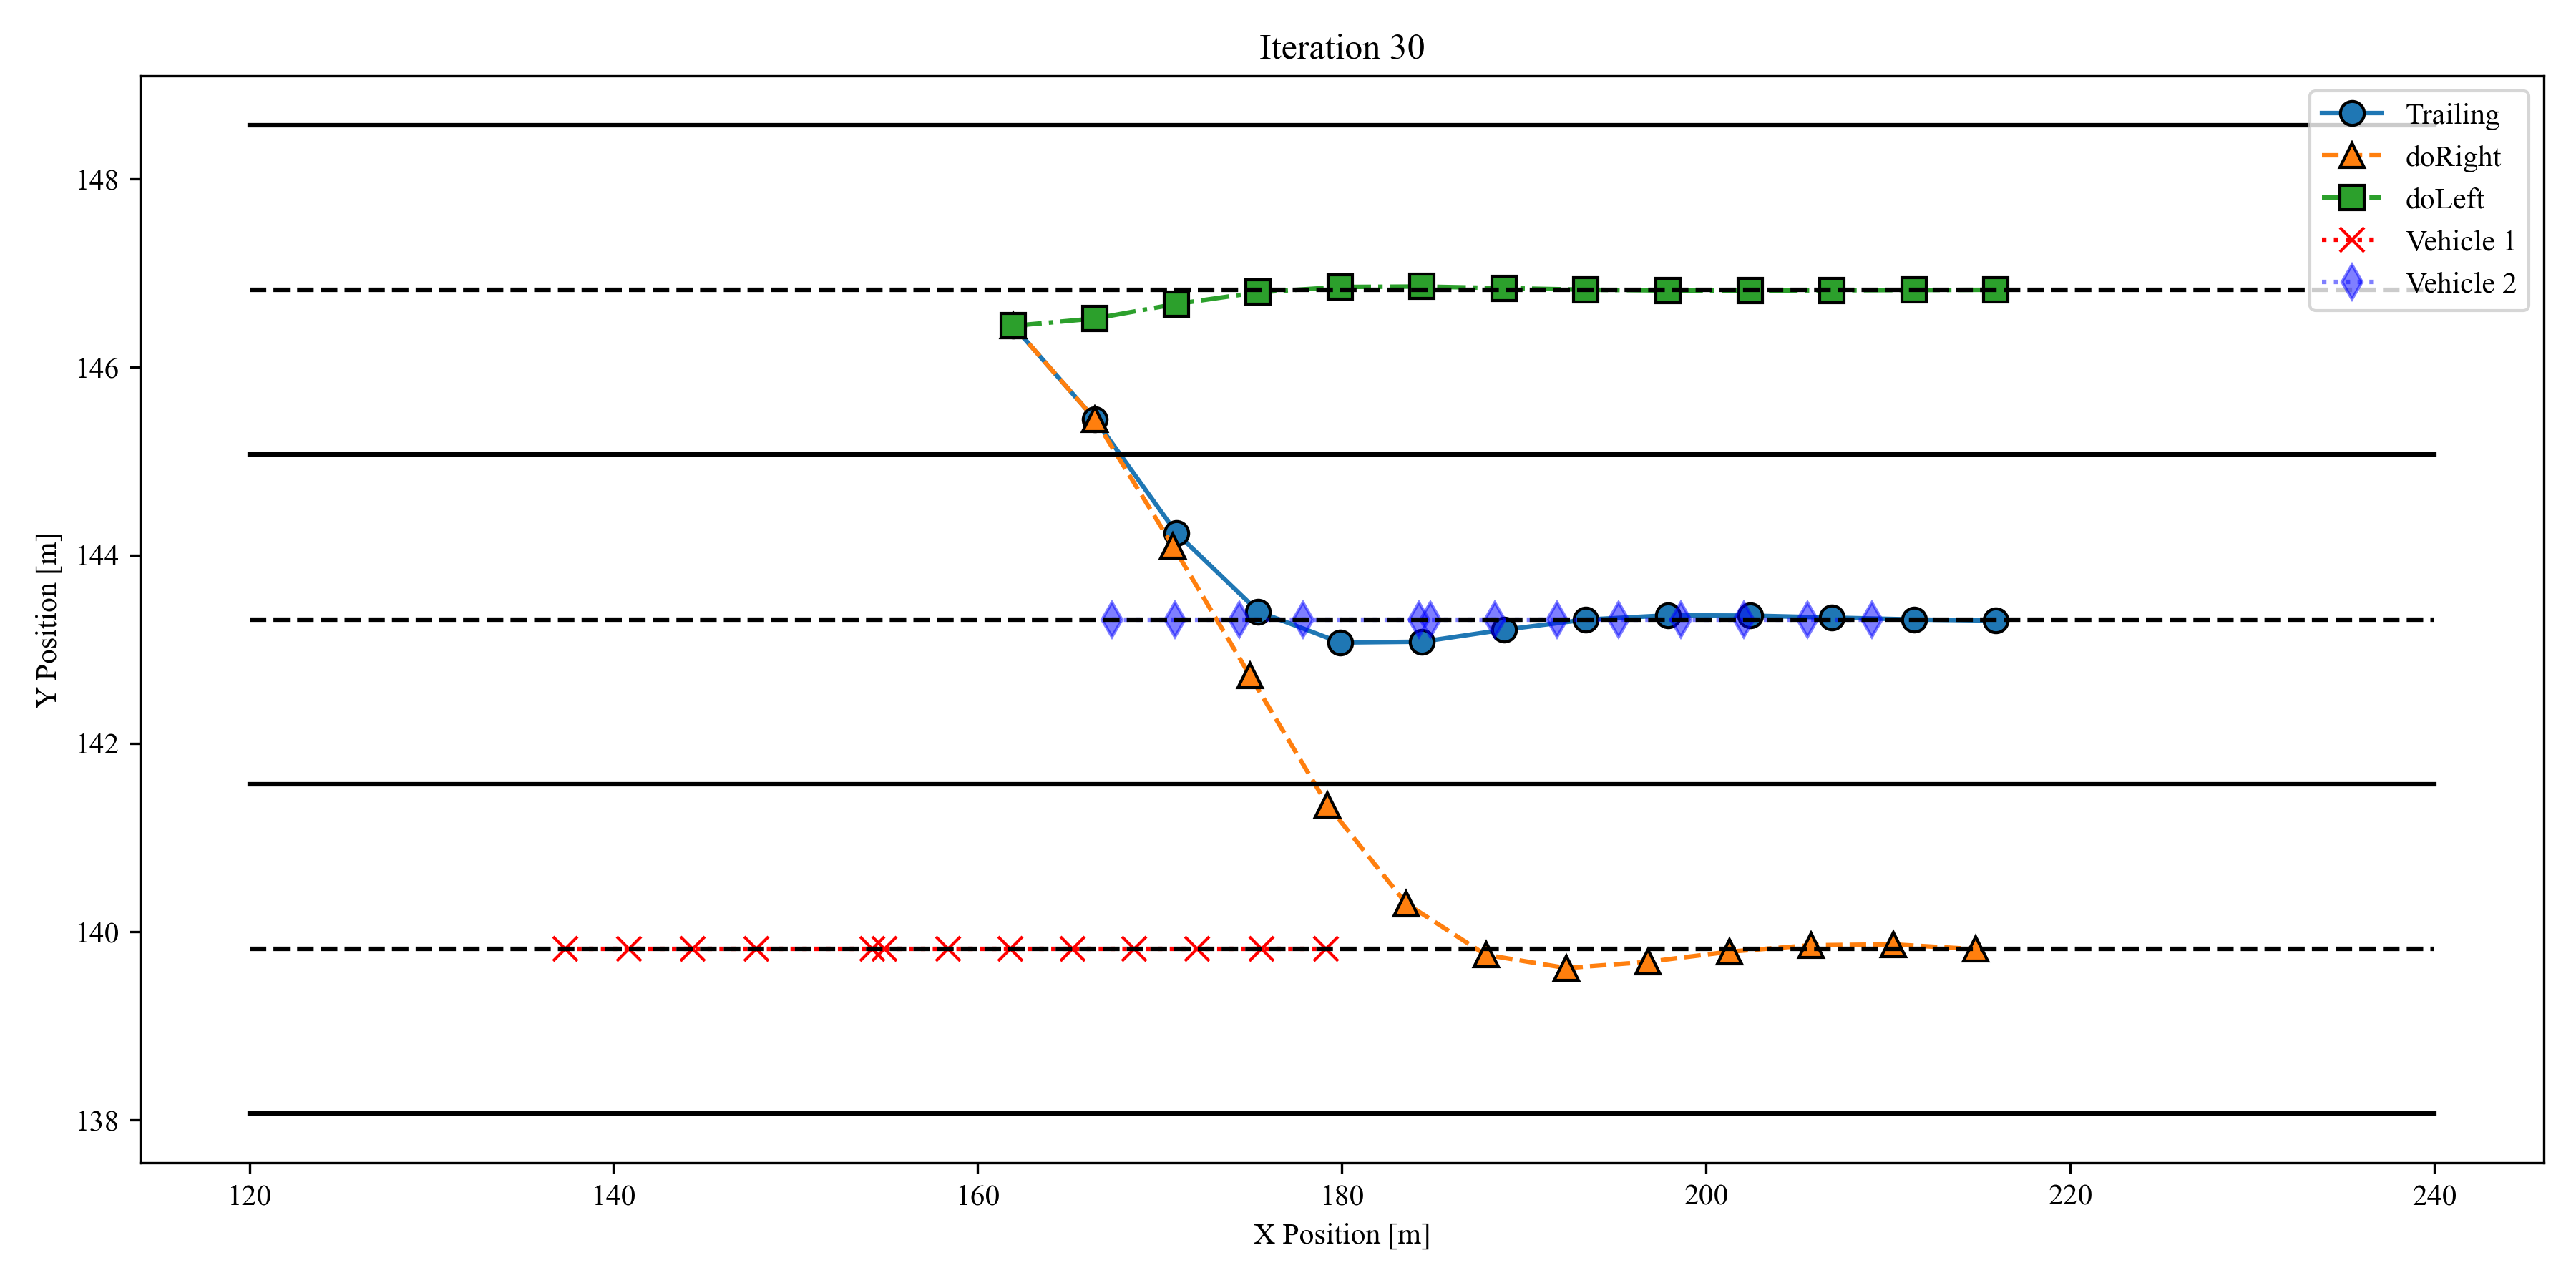 Iteration 30
Trailing
doRight
doLeft
Vehicle 1
Vehicle 2
148
146
144
142
140
138
Y Position [m]
120 140 160 180 200 220 240
X Position [m]